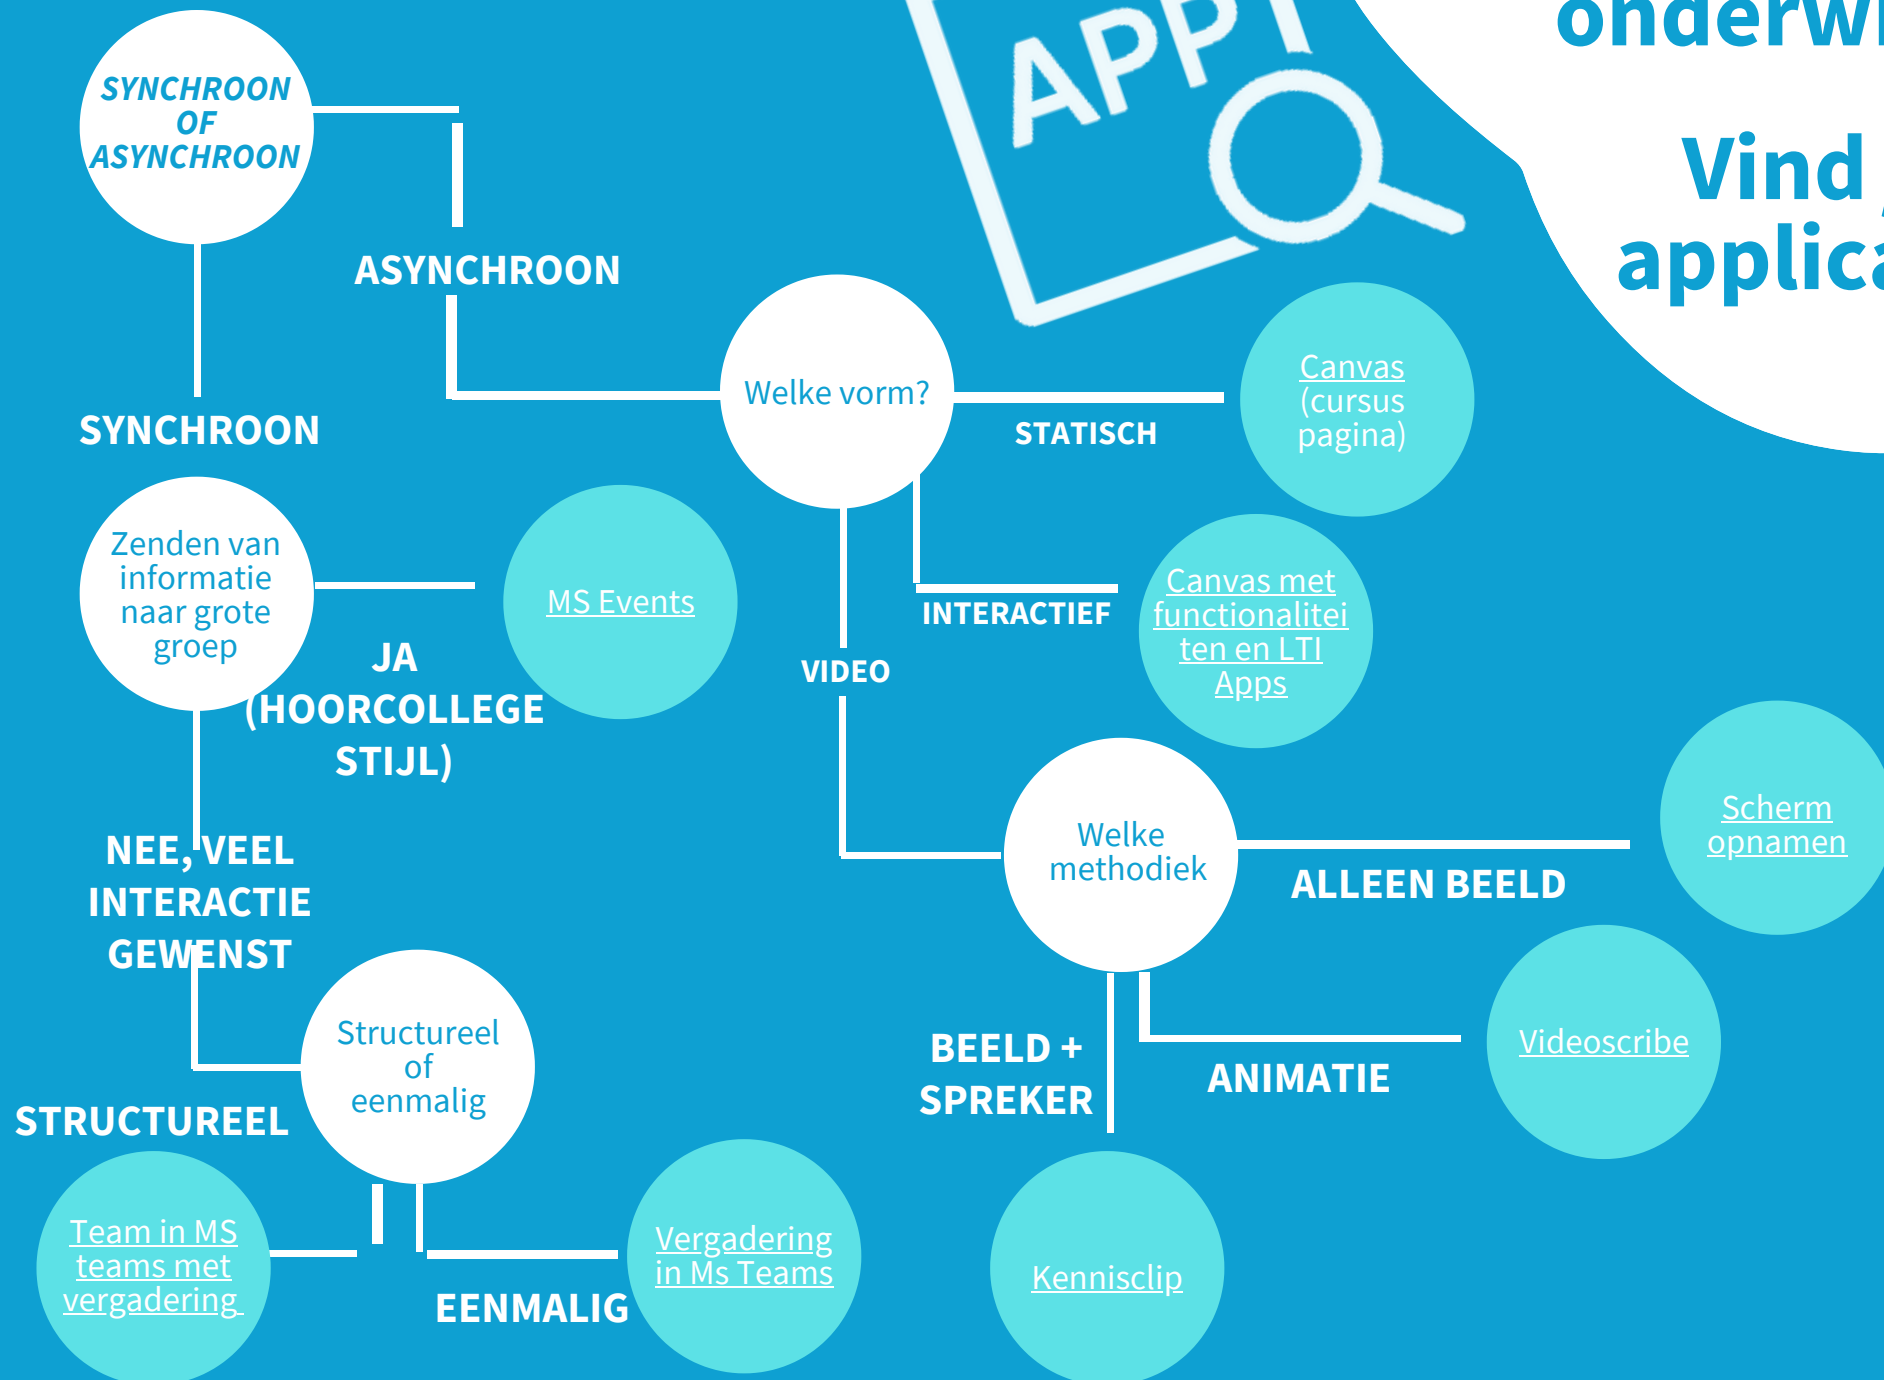 APPT
onderwi
Vind
applica
SYNCHROON
OF
ASYNCHROON
ASYNCHROON
SYNCHROON
Welke vorm?
STATISCH
Canvas
(cursus
pagina)
Zenden van
informatie
naar grote
groep
MS Events
JA
(HOORCOLLEGE
STIJL)
INTERACTIEF
Canvas met
functionalitei
ten en LTI
Apps
VIDEO
NEE, VEEL
INTERACTIE
GEWENST
Welke
methodiek
ALLEEN BEELD
Scherm
opnamen
Structureel
of
eenmalig
BEELD +
SPREKER
ANIMATIE
Videoscribe
STRUCTUREEL
Team in MS
teams met
vergadering
EENMALIG
Vergadering
in Ms Teams
Kennisclip